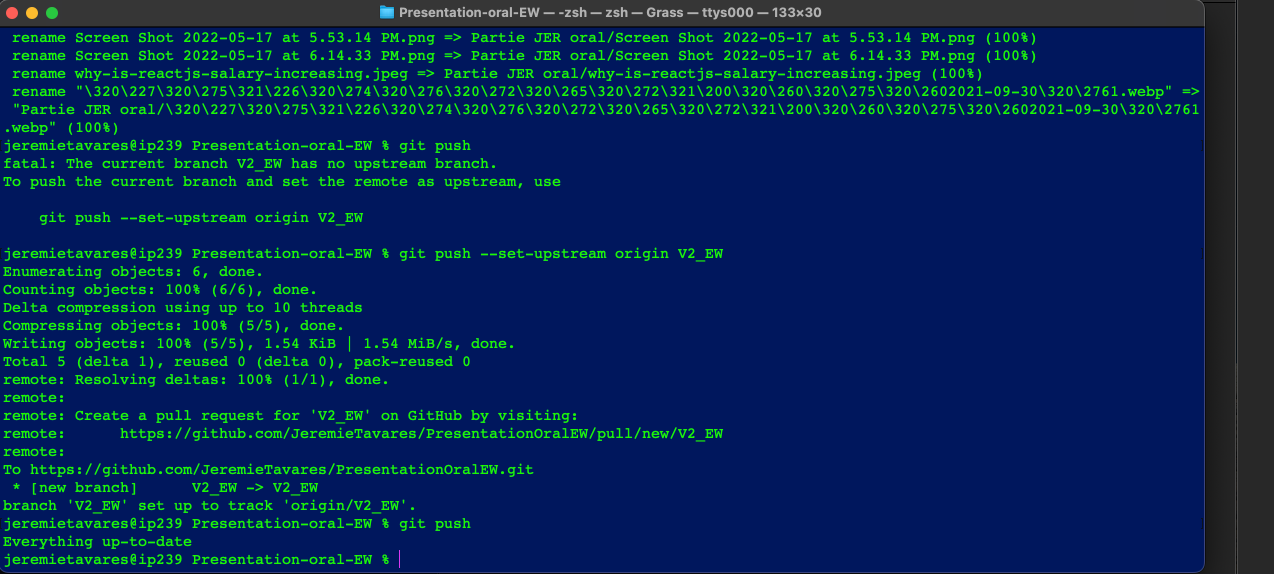 Presentation-oral-EW — -zsh — zsh — Grass — ttys000 — 133×30
rename Screen Shot 2022-05-17 at 5.53.14 PM.png => Partie JER oral/Screen Shot 2022-05-17 at 5.53.14 PM.png (100%)
rename Screen Shot 2022-05-17 at 6.14.33 PM.png => Partie JER oral/Screen Shot 2022-05-17 at 6.14.33 PM.png (100%)
rename why-is-reactjs-salary-increasing.jpeg => Partie JER oral/why-is-reactjs-salary-increasing.jpeg (100%)
rename "\320\227\320\275\321\226\320\274\320\276\320\272\320\265\320\272\321\200\320\260\320\275\320\2602021-09-30\320\2761.webp" =>
"Partie JER oral/\320\227\320\275\321\226\320\274\320\276\320\272\320\265\320\272\321\200\320\260\320\275\320\2602021-09-30\320\2761
.webp" (100%)
jeremietavares@ip239 Presentation-oral-EW % git push
fatal: The current branch V2_EW has no upstream branch.
To push the current branch and set the remote as upstream, use
git push --set-upstream origin V2_EW
jeremietavares@ip239 Presentation-oral-EW % git push --set-upstream origin V2_EW
Enumerating objects: 6, done.
Counting objects: 100% (6/6), done.
Delta compression using up to 10 threads
Compressing objects: 100% (5/5), done.
Writing objects: 100% (5/5), 1.54 KiB | 1.54 MiB/s, done.
Total 5 (delta 1), reused 0 (delta 0), pack-reused 0
remote: Resolving deltas: 100% (1/1), done.
remote:
remote: Create a pull request for 'V2_EW' on GitHub by visiting:
remote:      https://github.com/JeremieTavares/PresentationOralEW/pull/new/V2_EW
remote:
To https://github.com/JeremieTavares/PresentationOralEW.git
* [new branch]      V2_EW -> V2_EW
branch 'V2_EW' set up to track 'origin/V2_EW'.
jeremietavares@ip239 Presentation-oral-EW % git push
Everything up-to-date
jeremietavares@ip239 Presentation-oral-EW %